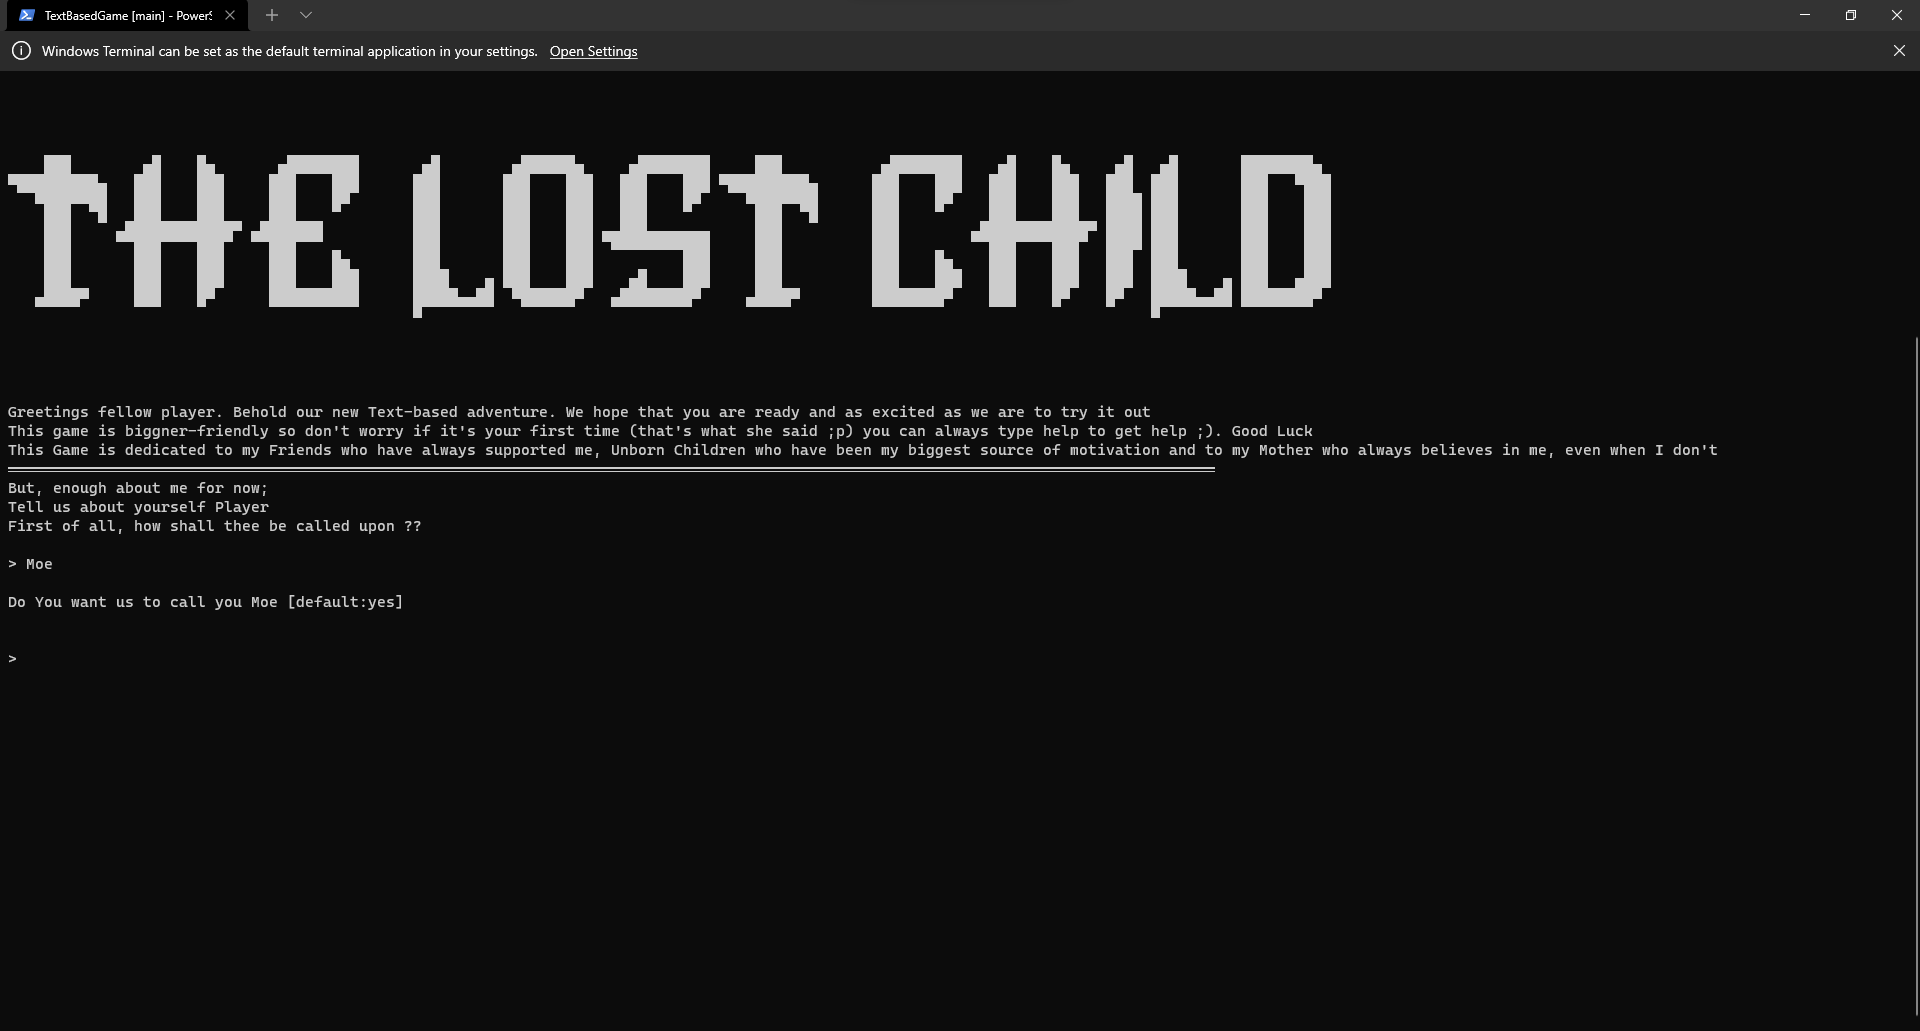 TextBasedGame [main] - PowerS
Windows Terminal can be set as the default terminal application in your settings. Open Settings
THE LOST CHILD
Greetings fellow player. Behold our new Text-based adventure. We hope that you are ready and as excited as we are to try it out
This game is biggner-friendly so don't worry if it's your first time (that's what she said ;p) you can always type help to get help ;). Good Luck
This Game is dedicated to my Friends who have always supported me, Unborn Children who have been my biggest source of motivation and to my Mother who always believes in me, even when I don't
But, enough about me for now;
Tell us about yourself Player
First of all, how shall thee be called upon ??
> Moe
Do You want us to call you Moe [default:yes]
>